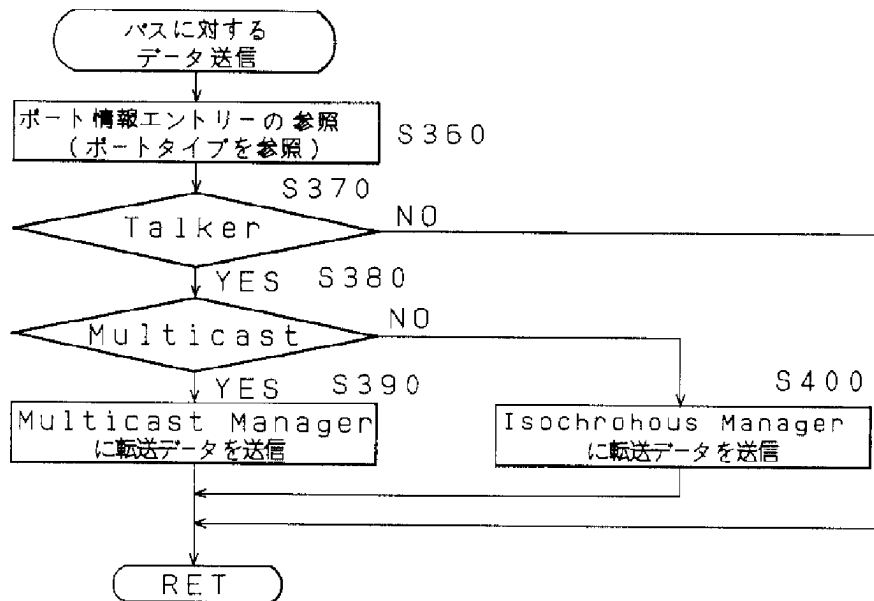 パスに対する
データ送信
ポート情報エントリーの参照
(ポートタイプを参照)
S360
S370
Talker
NO
YES
S380
Multicast
NO
YES
S390
S400
Multicast Manager
に転送データを送信
Isochrohous Manager
に転送データを送信
RET